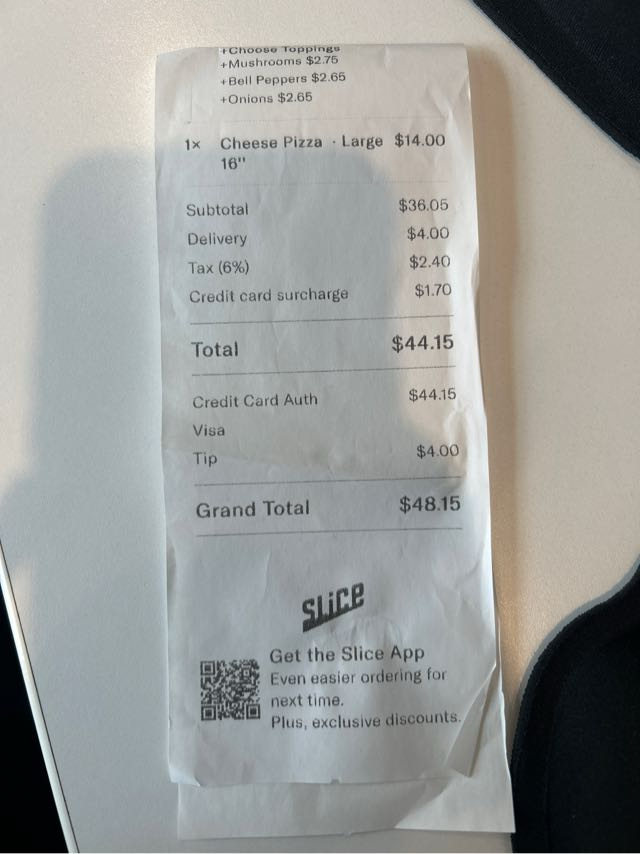 +Choose Toppings
+Mushrooms $2.75
+Bell Peppers $2.65
+Onions $2.65
1x Cheese Pizza · Large $14.00
16"
Subtotal $36.05
Delivery $4.00
Tax (6%) $2.40
Credit card surcharge $1.70
Total $44.15
Credit Card Auth $44.15
Visa
Tip $4.00
Grand Total $48.15
SLiCE
Get the Slice App
Even easier ordering for
next time.
Plus, exclusive discounts.